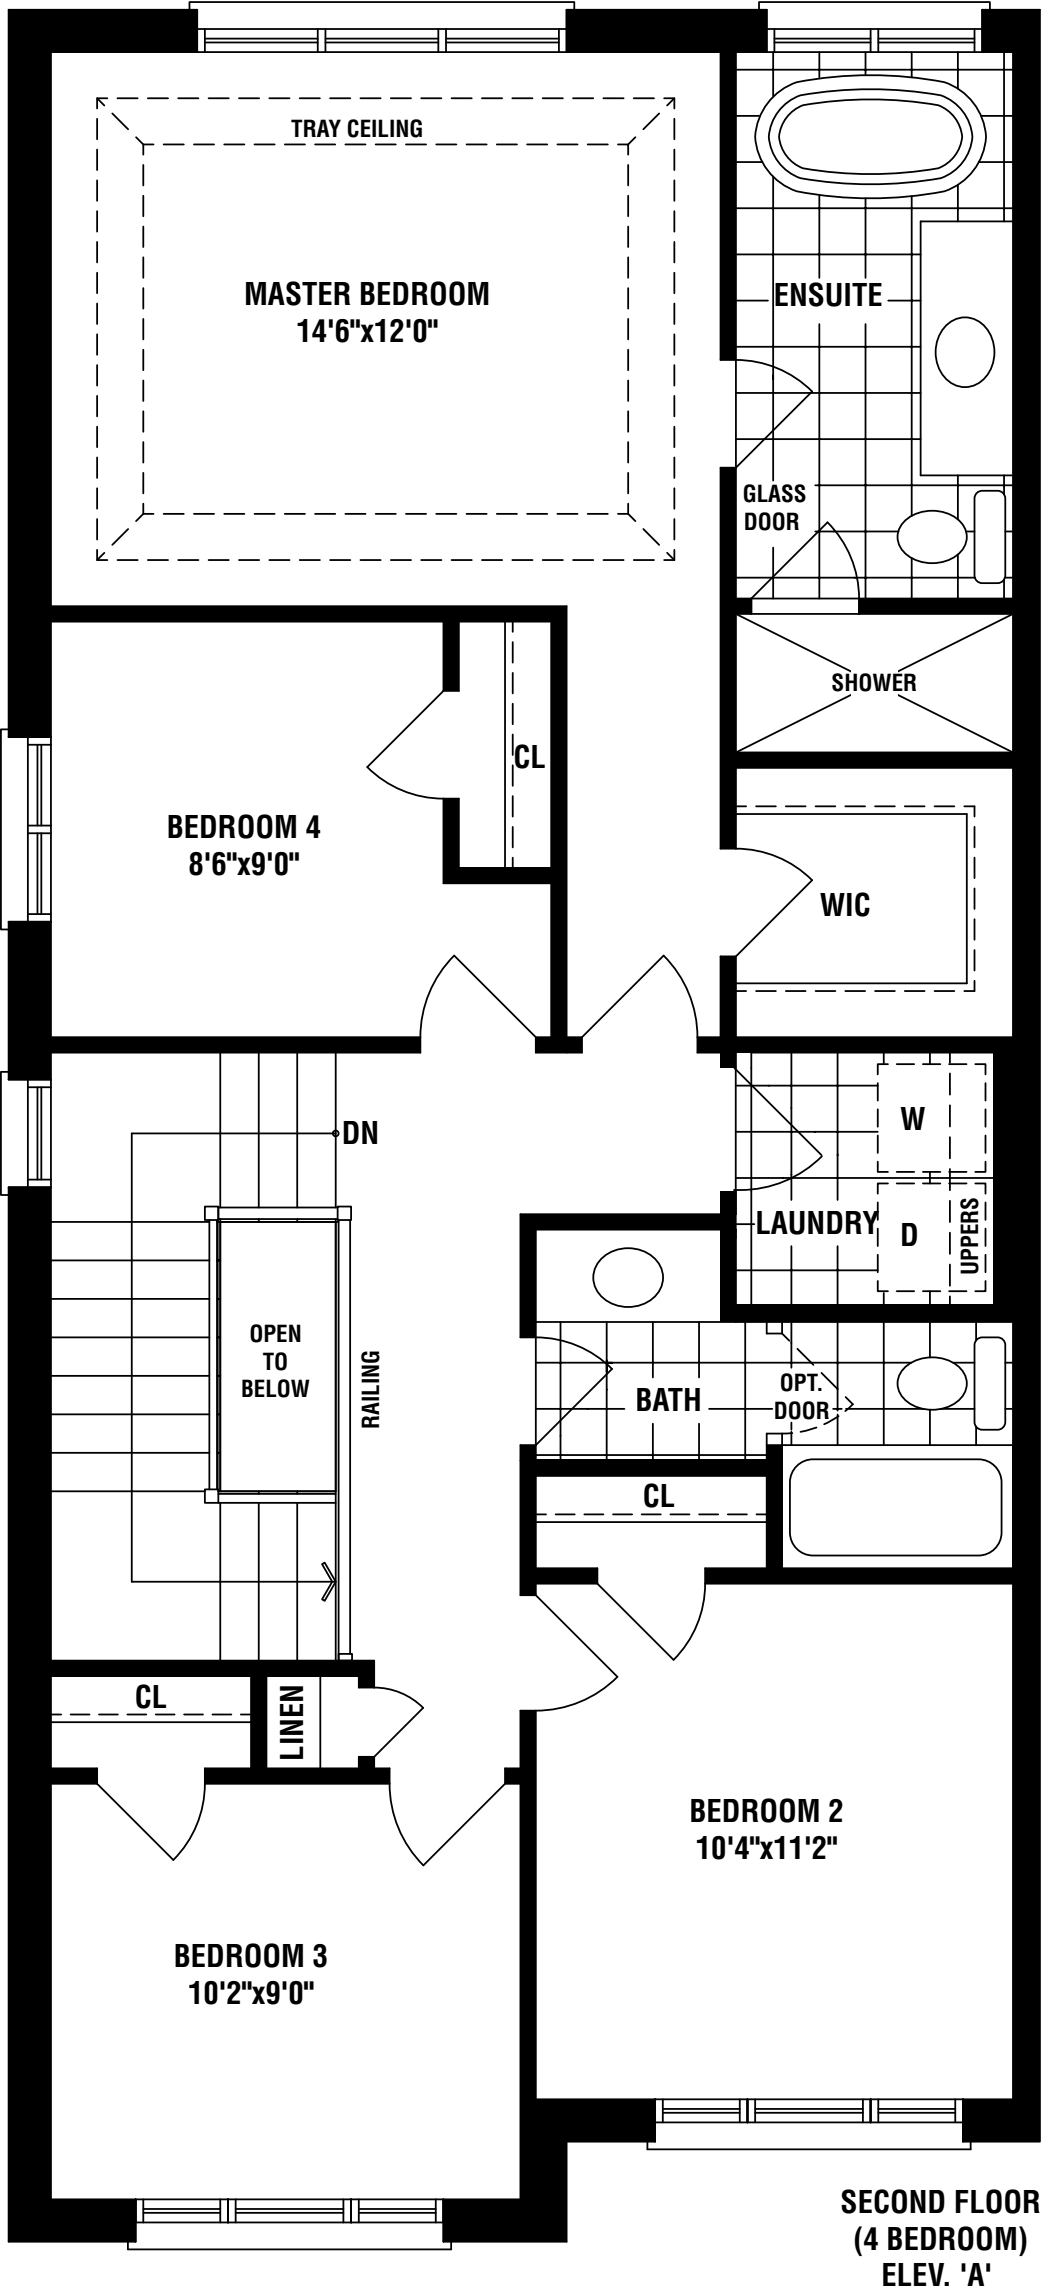 TRAY CEILING
MASTER BEDROOM
14'6"x12'0"
ENSUITE
GLASS
DOOR
SHOWER
CL
BEDROOM 4
8'6"x9'0"
WIC
DN
W
LAUNDRY
D
UPPERS
OPEN
TO
BELOW
RAILING
BATH
OPT.
DOOR
CL
CL
LINEN
BEDROOM 2
10'4"x11'2"
BEDROOM 3
10'2"x9'0"
SECOND FLOOR
(4 BEDROOM)
ELEV. 'A'